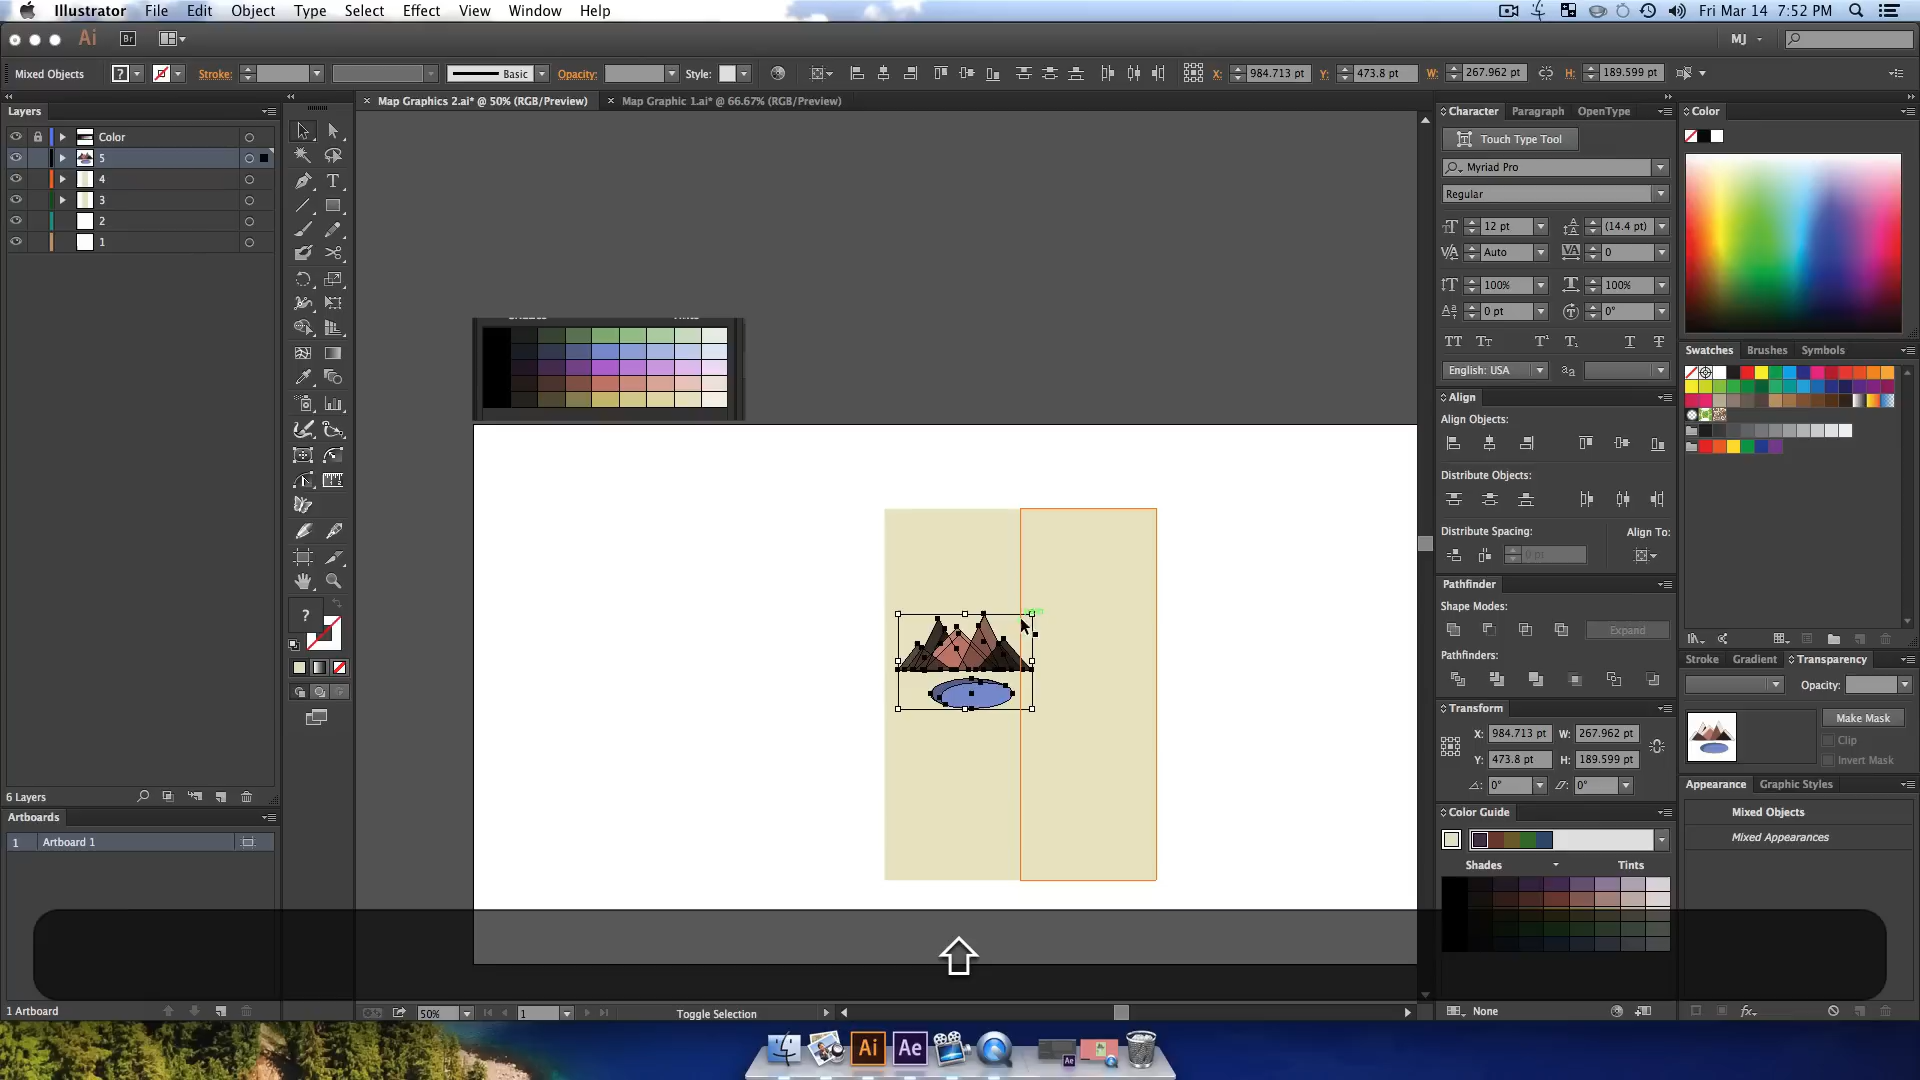 Illustrator File Edit Object Type Select Effect View Window Help
Fri Mar 14 7:52 PM
Ai Br MJ
Mixed Objects ? Stroke: Basic Opacity: Style: X: 984.713 pt Y: 473.8 pt W: 267.962 pt H: 189.599 pt
Layers
Map Graphics 2.ai* @ 50% (RGB/Preview)
Map Graphic 1.ai* @ 66.67% (RGB/Preview)
Color
5
4
3
2
1
6 Layers
Artboards
1 Artboard 1
1 Artboard
?
50% 1 Toggle Selection
Character Paragraph OpenType
Touch Type Tool
Myriad Pro
Regular
12 pt (14.4 pt)
Auto 0
100% 100%
0 pt 0°
English: USA
Align
Align Objects:
Distribute Objects:
Distribute Spacing: Align To:
0 pt
Pathfinder
Shape Modes:
Expand
Pathfinders:
Transform
X: 984.713 pt W: 267.962 pt
Y: 473.8 pt H: 189.599 pt
0° 0°
Color Guide
Shades Tints
None
Color
Swatches Brushes Symbols
Stroke Gradient Transparency
Opacity:
Make Mask
Clip
Invert Mask
Appearance Graphic Styles
Mixed Objects
Mixed Appearances
fx
Ai Ae